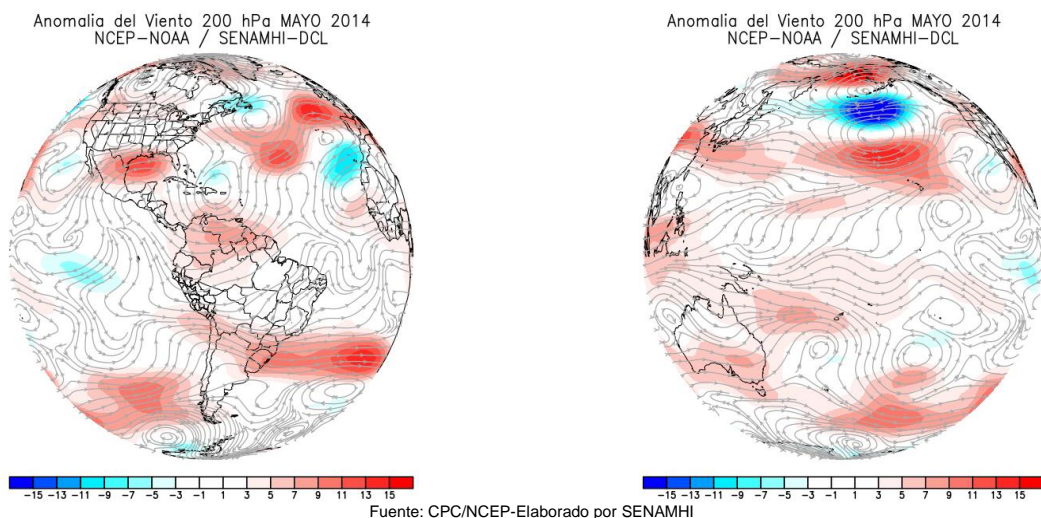 Anomalia del Viento 200 hPa MAYO 2014
NCEP-NOAA / SENAMHI-DCL
-15 -13 -11 -9 -7 -5 -3 -1 1 3 5 7 9 11 13 15
Anomalia del Viento 200 hPa MAYO 2014
NCEP-NOAA / SENAMHI-DCL
-15 -13 -11 -9 -7 -5 -3 -1 1 3 5 7 9 11 13 15
Fuente: CPC/NCEP-Elaborado por SENAMHI